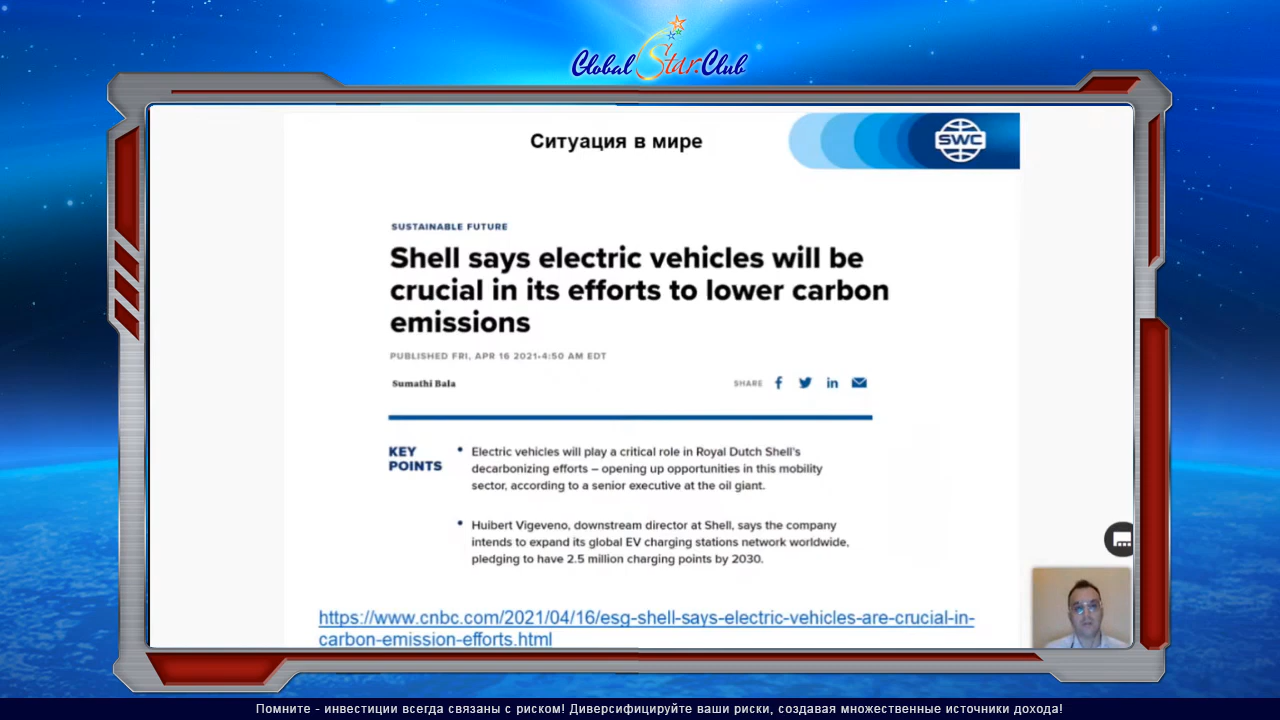 Global Star.Club
Ситуация в мире
SWC
SUSTAINABLE FUTURE
Shell says electric vehicles will be
crucial in its efforts to lower carbon
emissions
PUBLISHED FRI, APR 16 2021•4:50 AM EDT
Sumathi Bala
SHARE
KEY
POINTS
• Electric vehicles will play a critical role in Royal Dutch Shell's
decarbonizing efforts – opening up opportunities in this mobility
sector, according to a senior executive at the oil giant.
• Huibert Vigeveno, downstream director at Shell, says the company
intends to expand its global EV charging stations network worldwide,
pledging to have 2.5 million charging points by 2030.
https://www.cnbc.com/2021/04/16/esg-shell-says-electric-vehicles-are-crucial-in-
carbon-emission-efforts.html
Помните - инвестиции всегда связаны с риском! Диверсифицируйте ваши риски, создавая множественные источники дохода!